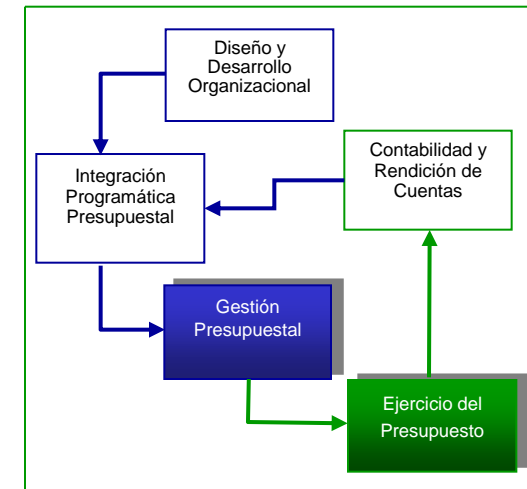 Diseño y
Desarrollo
Organizacional
Contabilidad y
Rendición de
Cuentas
Integración
Programática
Presupuestal
Gestión
Presupuestal
Ejercicio del
Presupuesto